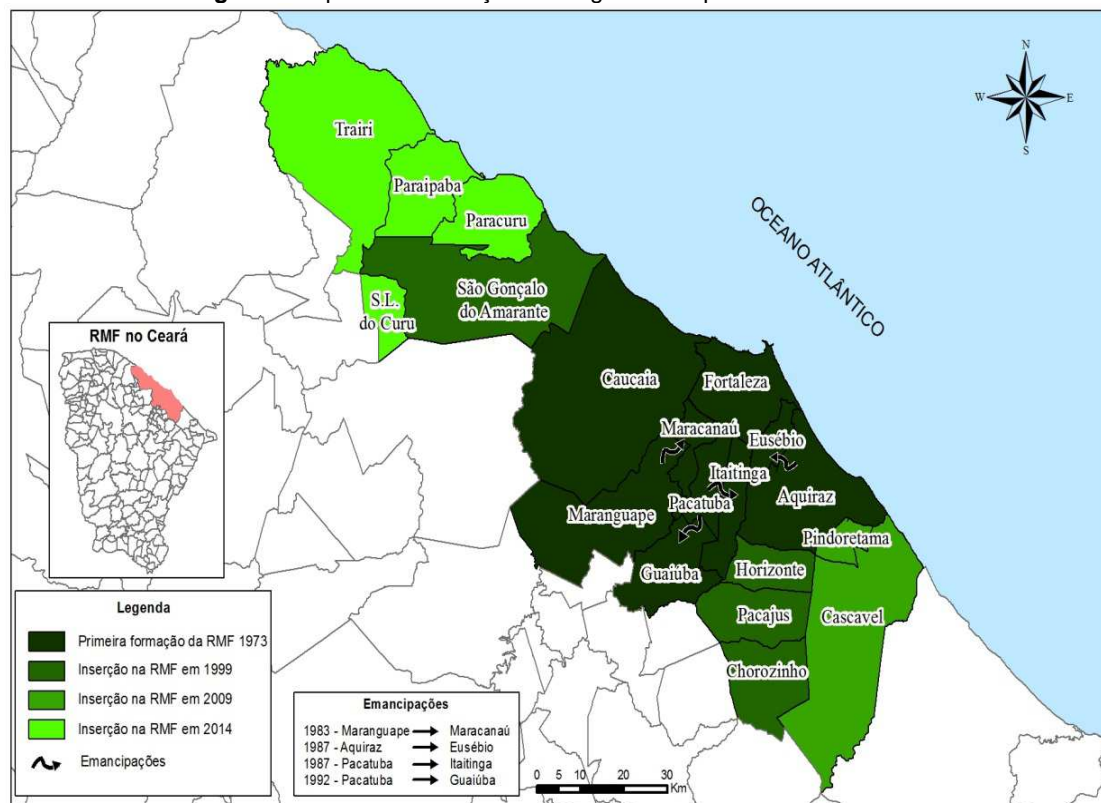 N
W E
S
OCEANO ATLÂNTICO
Trairi
Paraipaba
Paracuru
São Gonçalo
do Amarante
S.L.
do Curu
Caucaia
Fortaleza
Maracanaú
Eusébio
Itaitinga
Pacatuba
Aquiraz
Maranguape
Pindoretama
Guaiúba
Horizonte
Pacajus
Cascavel
Chorozinho
RMF no Ceará
Legenda
Primeira formação da RMF 1973
Inserção na RMF em 1999
Inserção na RMF em 2009
Inserção na RMF em 2014
Emancipações
Emancipações
1983 - Maranguape Maracanaú
1987 - Aquiraz Eusébio
1987 - Pacatuba Itaitinga
1992 - Pacatuba Guaiúba
0 5 10 20 30
Km